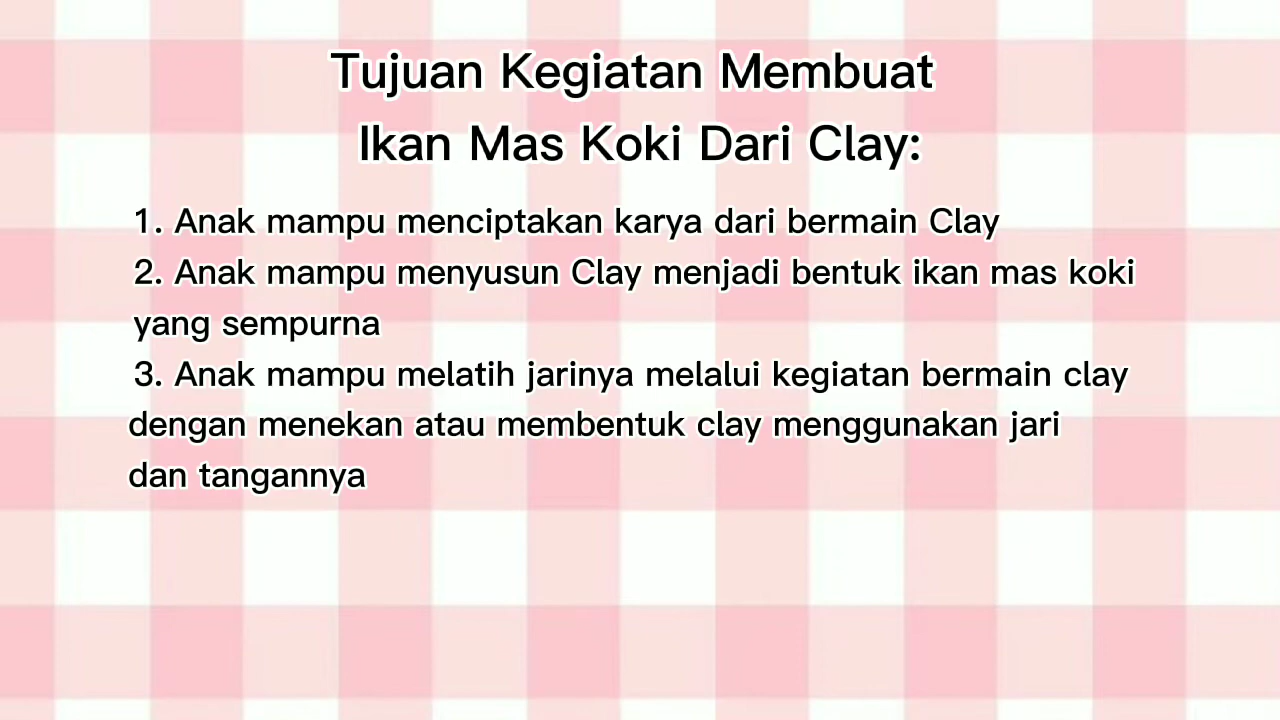 Tujuan Kegiatan Membuat
Ikan Mas Koki Dari Clay:
1. Anak mampu menciptakan karya dari bermain Clay
2. Anak mampu menyusun Clay menjadi bentuk ikan mas koki
yang sempurna
3. Anak mampu melatih jarinya melalui kegiatan bermain clay
dengan menekan atau membentuk clay menggunakan jari
dan tangannya